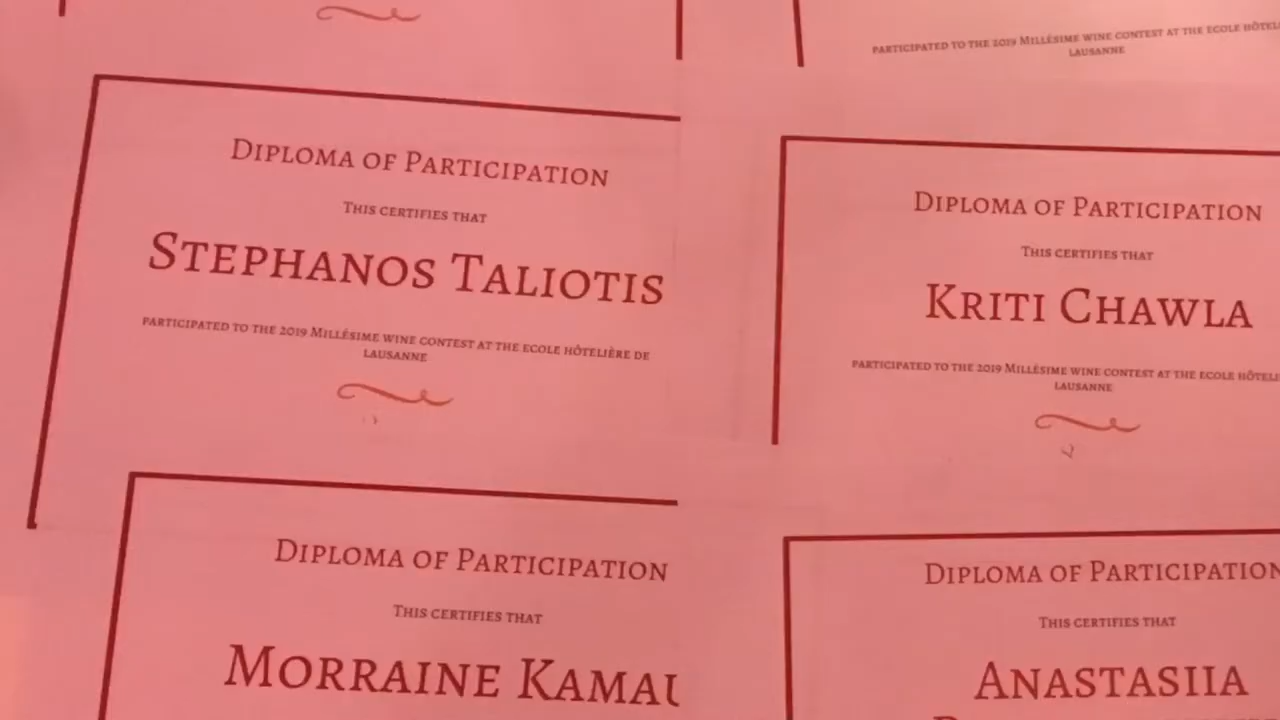 PARTICIPATED TO THE 2019 MILLÉSIME WINE CONTEST AT THE ECOLE
LAUSANNE
DIPLOMA OF PARTICIPATION
THIS CERTIFIES THAT
STEPHANOS TALIOTIS
PARTICIPATED TO THE 2019 MILLÉSIME WINE CONTEST AT THE ECOLE HÔTELIÈRE DE
LAUSANNE
DIPLOMA OF PARTICIPATION
THIS CERTIFIES THAT
KRITI CHAWLA
PARTICIPATED TO THE 2019 MILLÉSIME WINE CONTEST AT THE ECOLE
LAUSANNE
DIPLOMA OF PARTICIPATION
THIS CERTIFIES THAT
MORRAINE KAMAU
DIPLOMA OF PARTICIPATION
THIS CERTIFIES THAT
ANASTASIIA